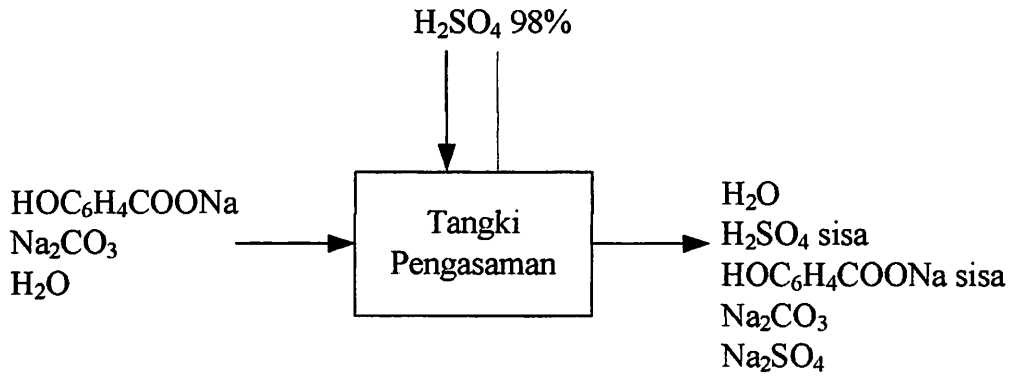 H₂SO₄ 98%
HOC₆H₄COONa
Na₂CO₃
H₂O
Tangki
Pengasaman
H₂O
H₂SO₄ sisa
HOC₆H₄COONa sisa
Na₂CO₃
Na₂SO₄